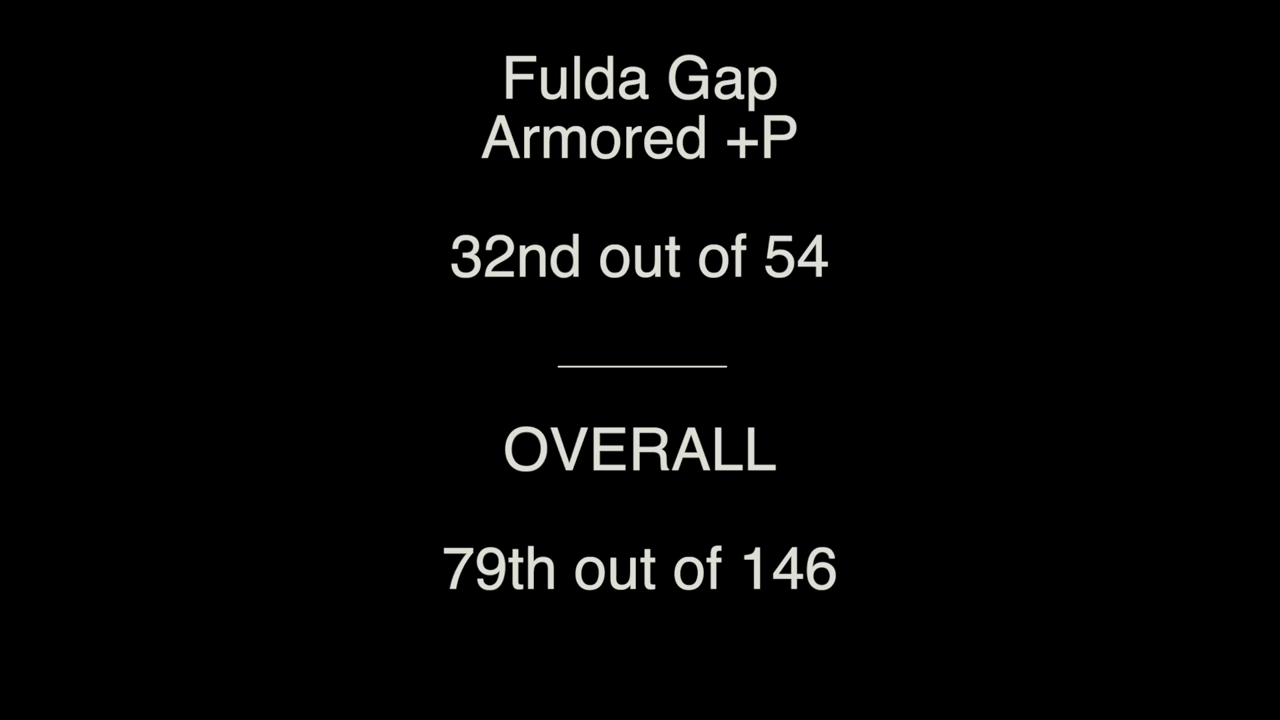 Fulda Gap
Armored +P
32nd out of 54
OVERALL
79th out of 146